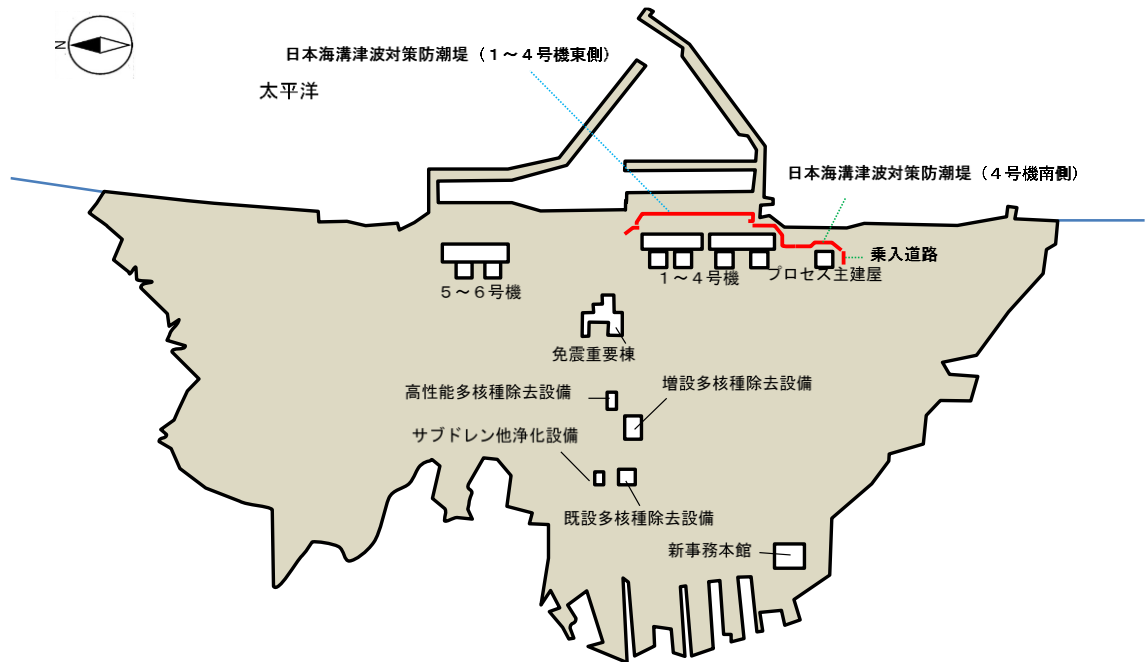 N
日本海溝津波対策防潮堤（１～４号機東側）
太平洋
日本海溝津波対策防潮堤（４号機南側）
乗入道路
プロセス主建屋
１～４号機
５～６号機
免震重要棟
高性能多核種除去設備
増設多核種除去設備
サブドレン他浄化設備
既設多核種除去設備
新事務本館